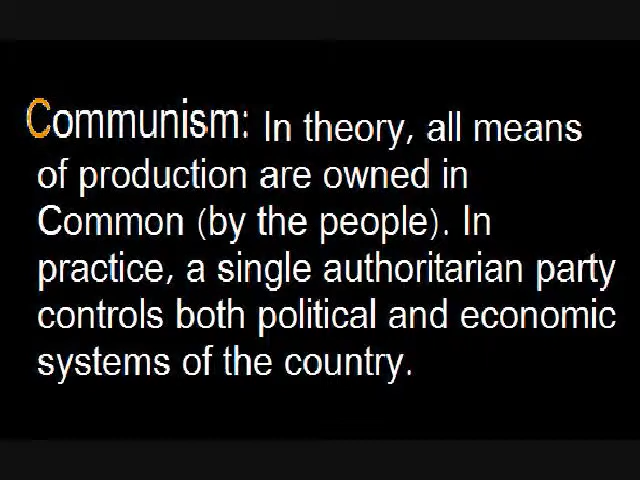 Communism: In theory, all means
of production are owned in
Common (by the people). In
practice, a single authoritarian party
controls both political and economic
systems of the country.